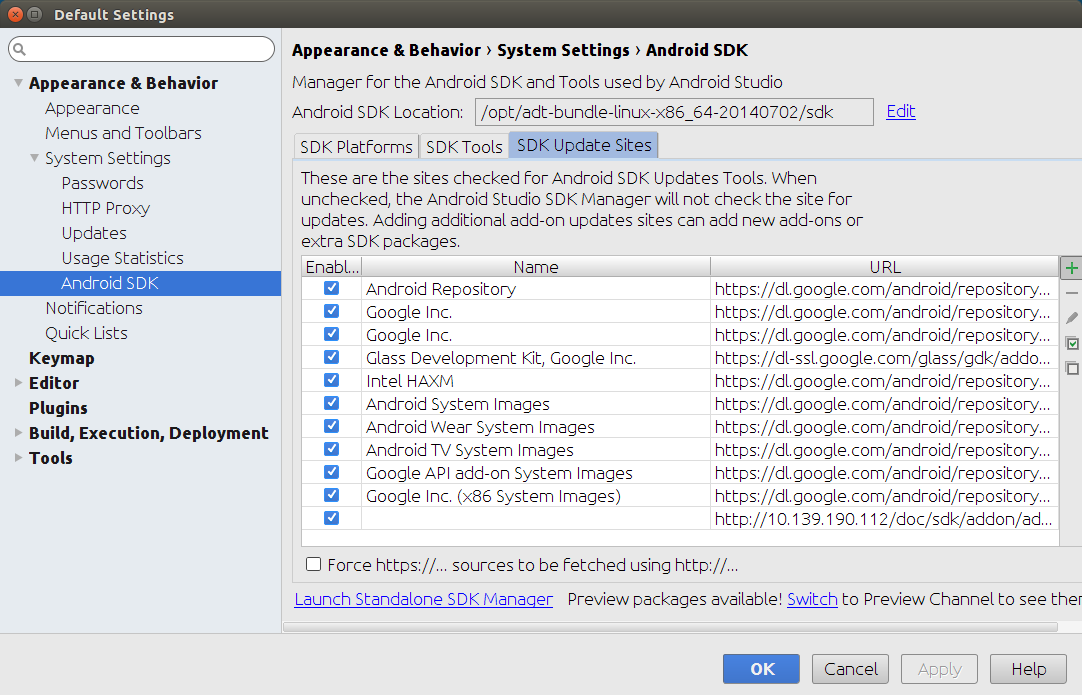 Default Settings
Appearance & Behavior
Appearance
Menus and Toolbars
System Settings
Passwords
HTTP Proxy
Updates
Usage Statistics
Android SDK
Notifications
Quick Lists
Keymap
Editor
Plugins
Build, Execution, Deployment
Tools
Appearance & Behavior › System Settings › Android SDK
Manager for the Android SDK and Tools used by Android Studio
Android SDK Location: /opt/adt-bundle-linux-x86_64-20140702/sdk Edit
SDK Platforms SDK Tools SDK Update Sites
These are the sites checked for Android SDK Updates Tools. When
unchecked, the Android Studio SDK Manager will not check the site for
updates. Adding additional add-on updates sites can add new add-ons or
extra SDK packages.
Enabl... Name URL
Android Repository https://dl.google.com/android/repository...
Google Inc. https://dl.google.com/android/repository...
Google Inc. https://dl.google.com/android/repository...
Glass Development Kit, Google Inc. https://dl-ssl.google.com/glass/gdk/addo...
Intel HAXM https://dl.google.com/android/repository...
Android System Images https://dl.google.com/android/repository...
Android Wear System Images https://dl.google.com/android/repository...
Android TV System Images https://dl.google.com/android/repository...
Google API add-on System Images https://dl.google.com/android/repository...
Google Inc. (x86 System Images) https://dl.google.com/android/repository...
http://10.139.190.112/doc/sdk/addon/ad...
Force https://... sources to be fetched using http://...
Launch Standalone SDK Manager Preview packages available! Switch to Preview Channel to see
OK Cancel Apply Help